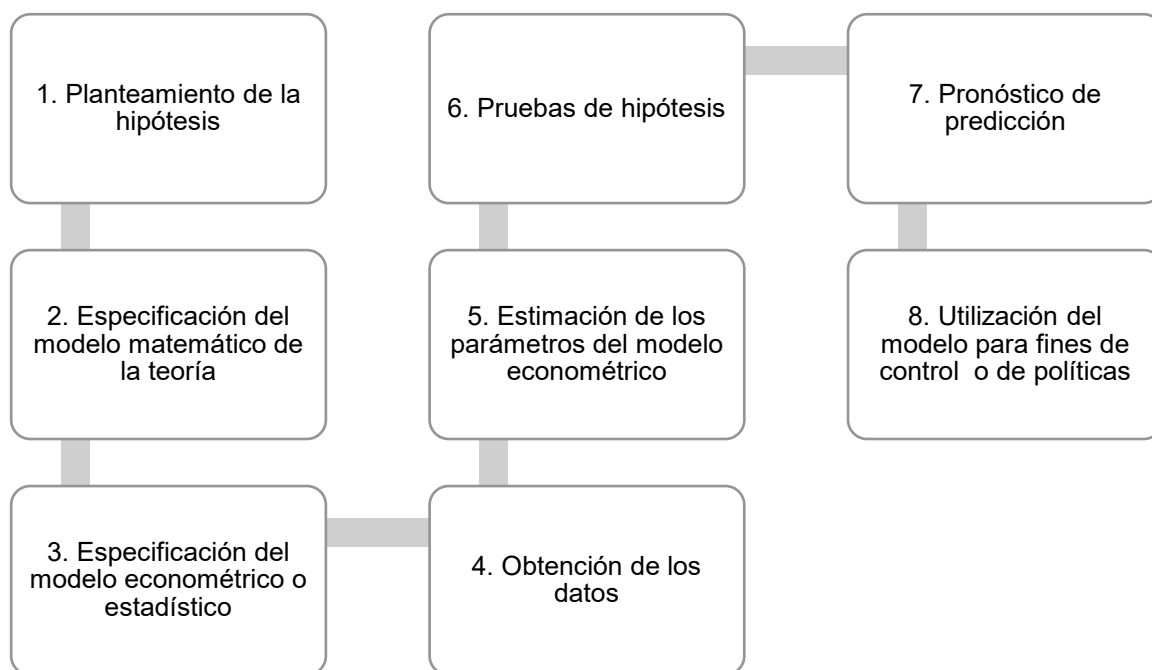 1. Planteamiento de la
hipótesis
2. Especificación del
modelo matemático de
la teoría
3. Especificación del
modelo econométrico o
estadístico
4. Obtención de los
datos
5. Estimación de los
parámetros del modelo
econométrico
6. Pruebas de hipótesis
7. Pronóstico de
predicción
8. Utilización del
modelo para fines de
control  o de políticas